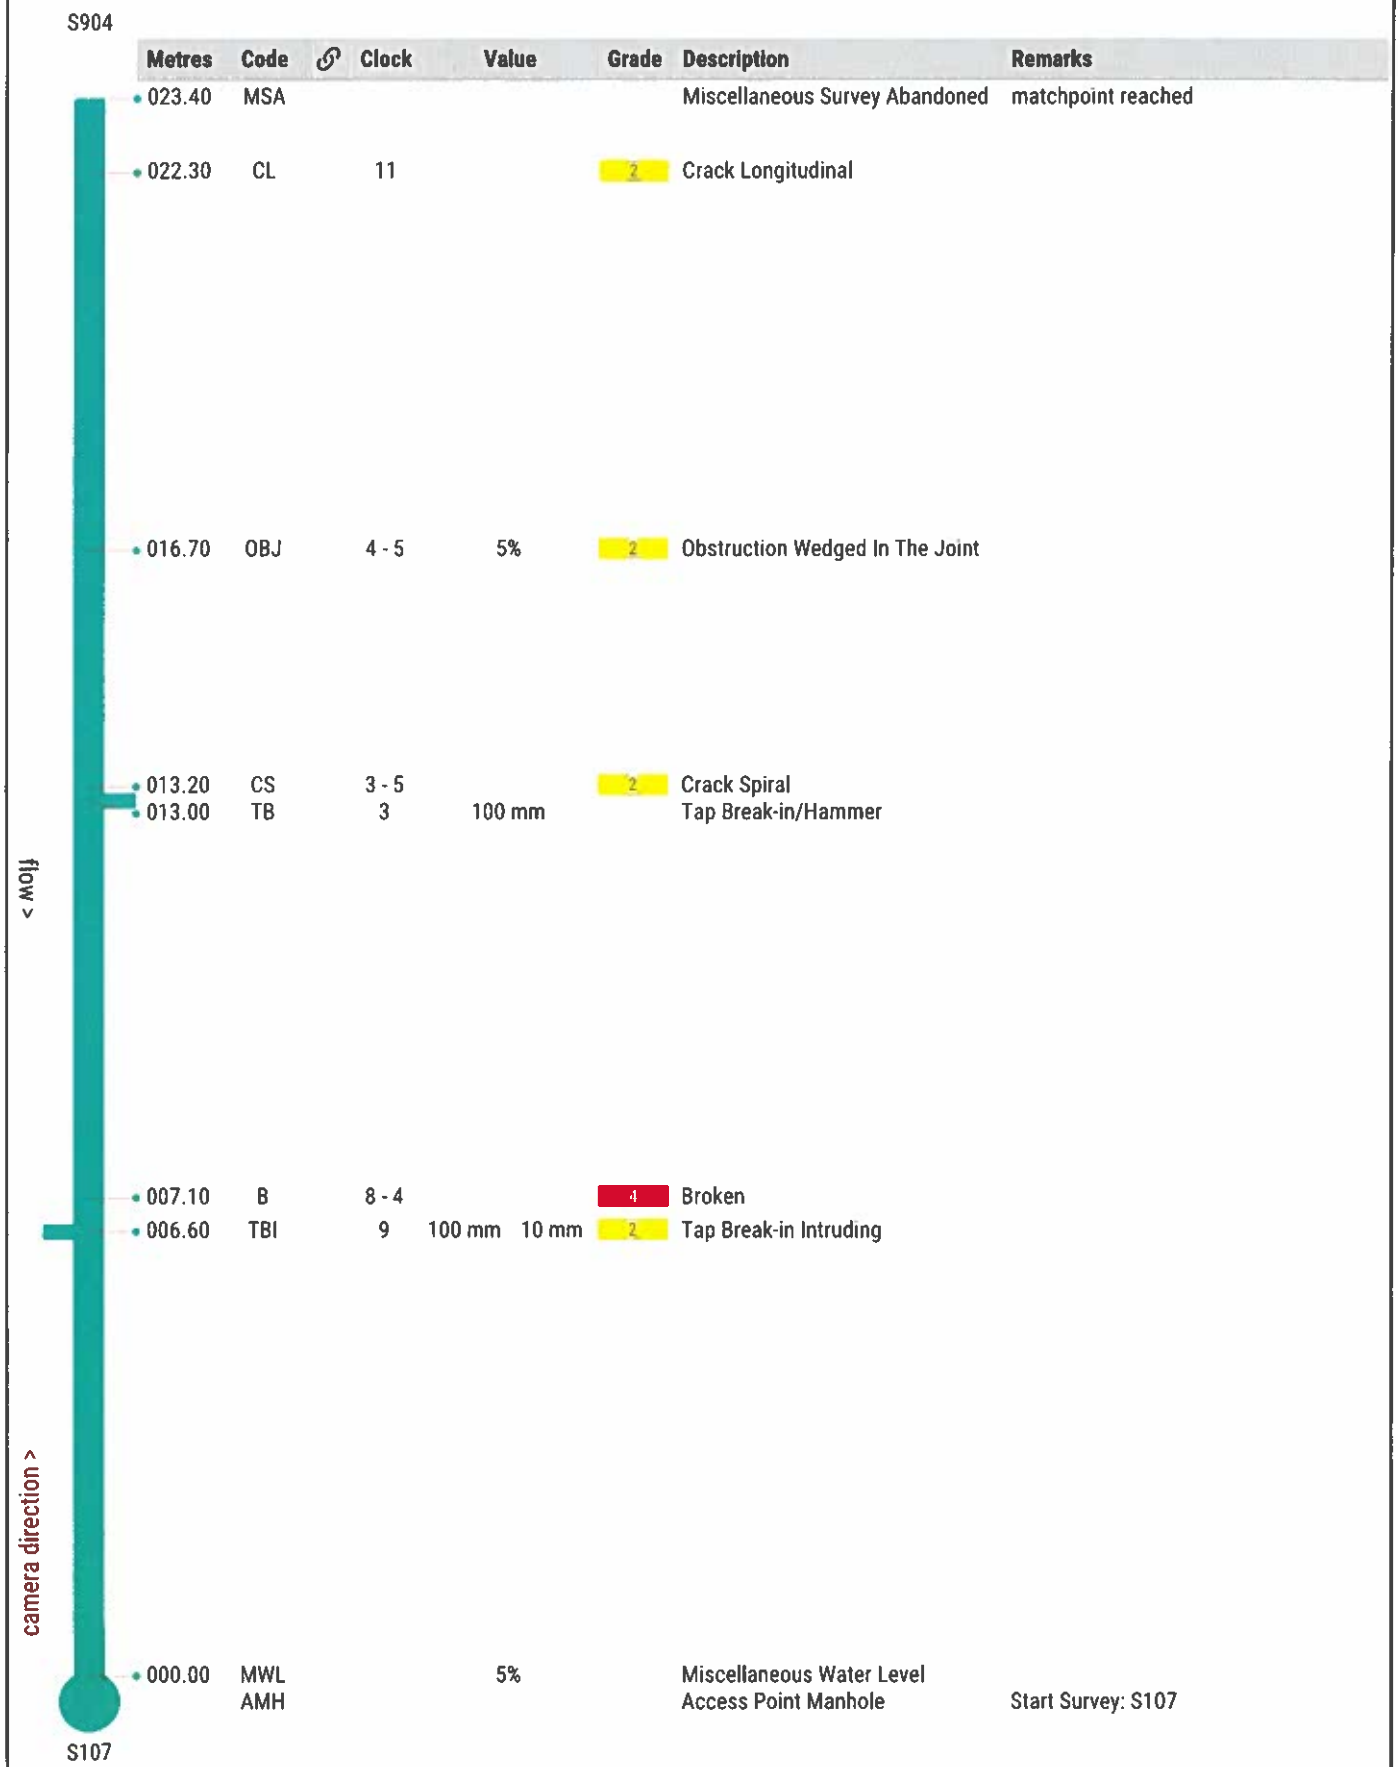 S904
Metres Code Clock Value Grade Description Remarks
023.40 MSA Miscellaneous Survey Abandoned matchpoint reached
022.30 CL 11 2 Crack Longitudinal
016.70 OBJ 4 - 5 5% 2 Obstruction Wedged In The Joint
013.20 CS 3 - 5 2 Crack Spiral
013.00 TB 3 100 mm Tap Break-in/Hammer
flow >
007.10 B 8 - 4 4 Broken
006.60 TBI 9 100 mm 10 mm 2 Tap Break-in Intruding
camera direction >
000.00 MWL 5% Miscellaneous Water Level
AMH Access Point Manhole Start Survey: S107
S107